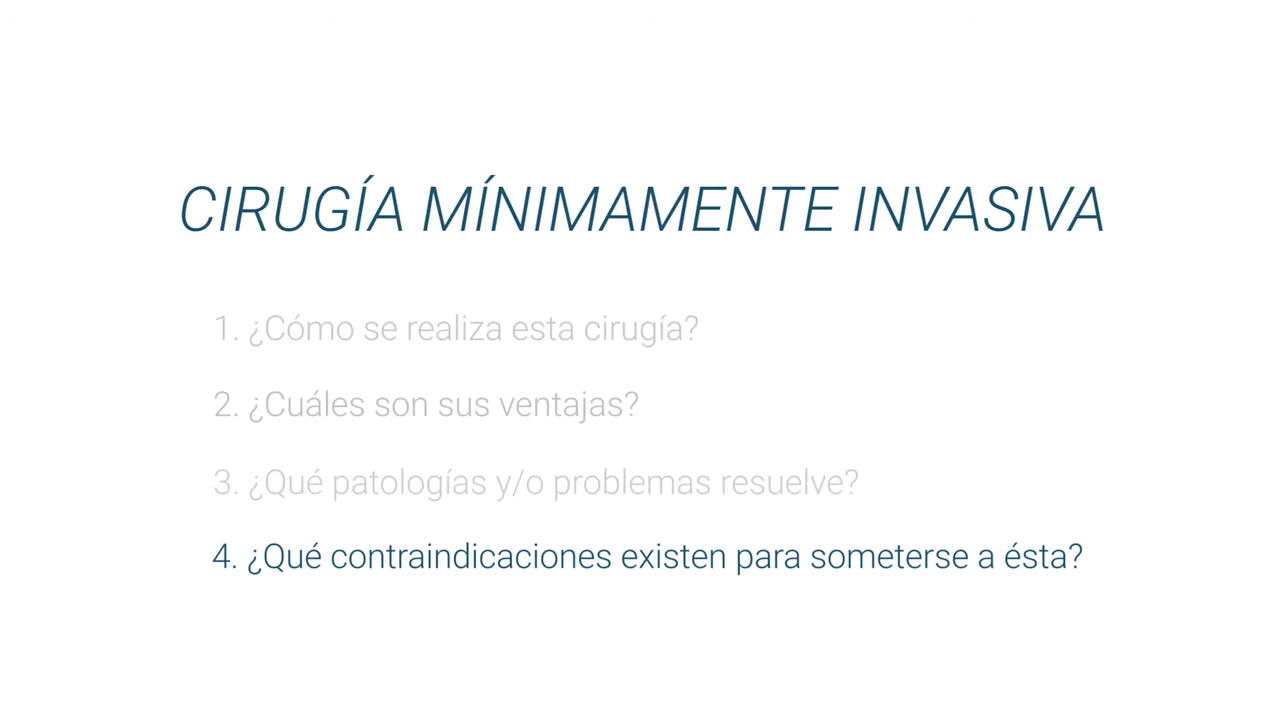 CIRUGÍA MÍNIMAMENTE INVASIVA
1. ¿Cómo se realiza esta cirugía?
2. ¿Cuáles son sus ventajas?
3. ¿Qué patologías y/o problemas resuelve?
4. ¿Qué contraindicaciones existen para someterse a ésta?